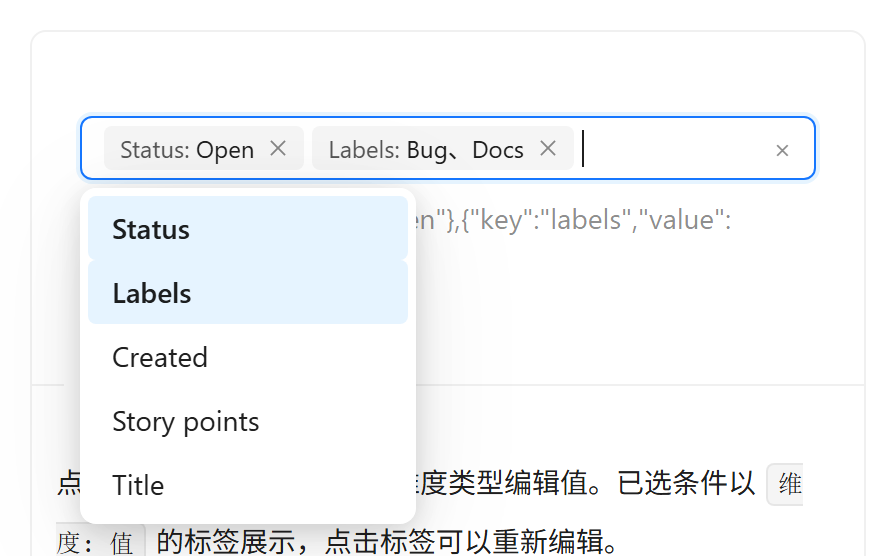 Status: Open × Labels: Bug、Docs × ×
en"},{"key":"labels","value":
Status
Labels
Created
Story points
Title
点 度类型编辑值。已选条件以 维
度：值 的标签展示，点击标签可以重新编辑。